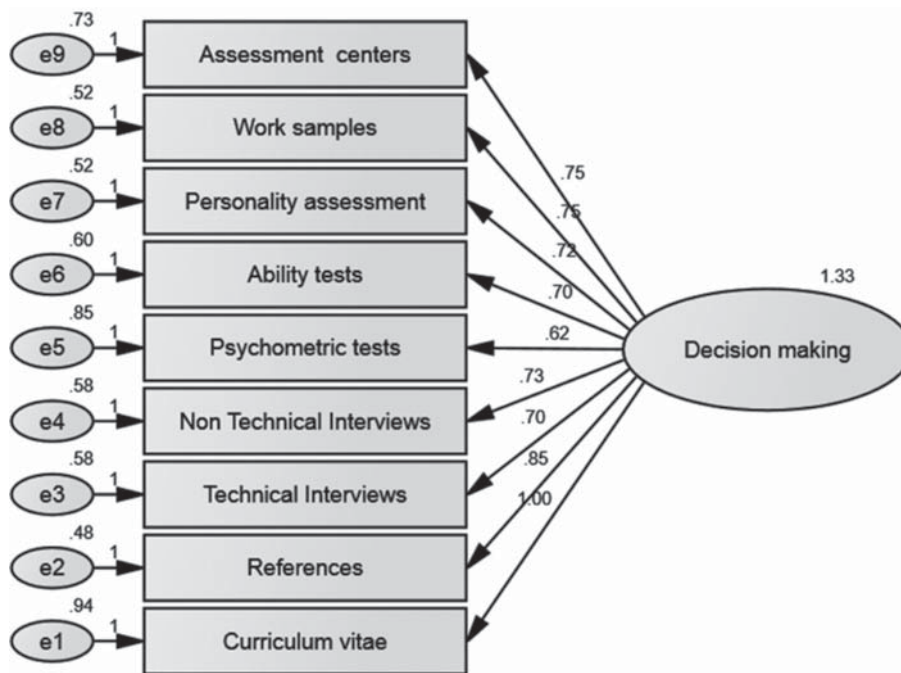 .73
e9 1 Assessment centers
.52
e8 1 Work samples
.52
e7 1 Personality assessment
.60
e6 1 Ability tests
.85
e5 1 Psychometric tests
.58
e4 1 Non Technical Interviews
.58
e3 1 Technical Interviews
.48
e2 1 References
.94
e1 1 Curriculum vitae
.75
.75
.72
.70
.62
.73
.70
.85
1.00
1.33
Decision making